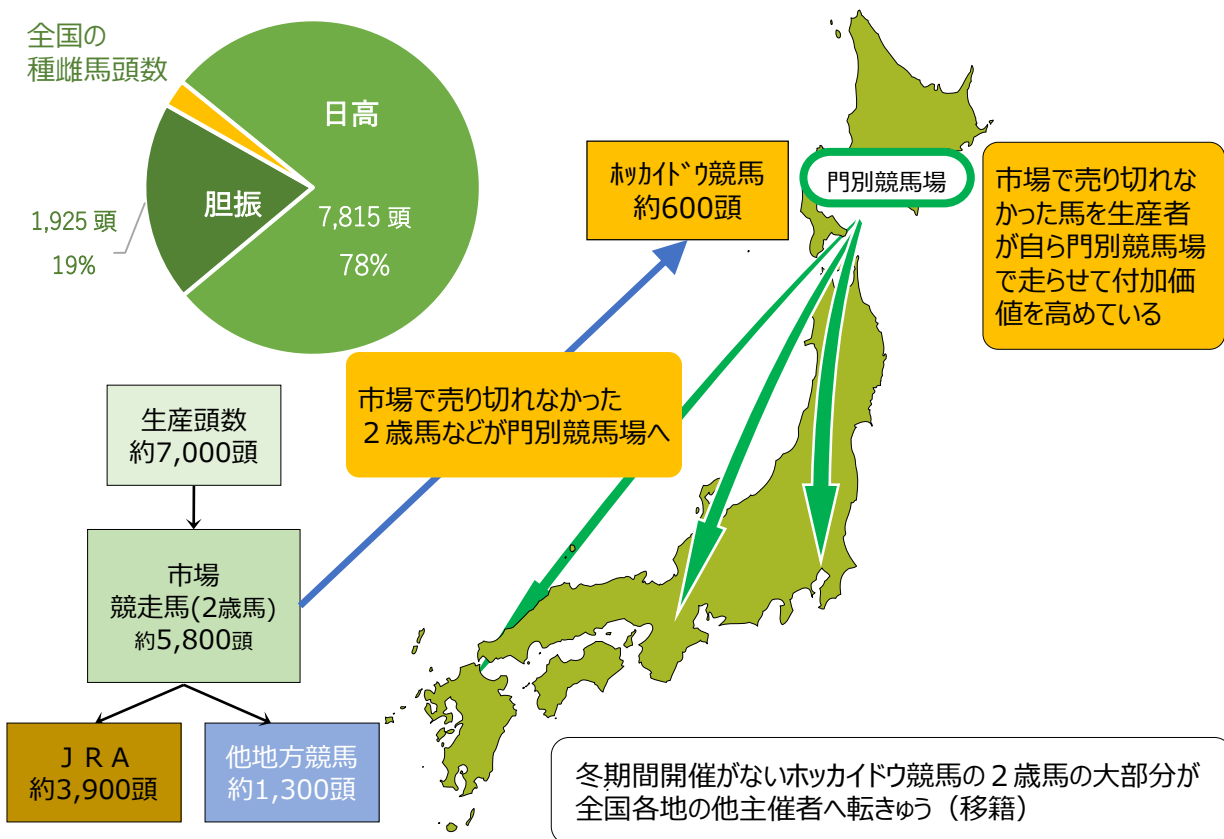 全国の
種雌馬頭数
日高
7,815 頭
78%
胆振
1,925 頭
19%
ﾎッカイト゛ウ競馬
約600頭
門別競馬場
市場で売り切れな
かった馬を生産者
が自ら門別競馬場
で走らせて付加価
値を高めている
市場で売り切れなかった
２歳馬などが門別競馬場へ
生産頭数
約7,000頭
市場
競走馬(2歳馬)
約5,800頭
ＪＲＡ
約3,900頭
他地方競馬
約1,300頭
冬期間開催がないホッカイドウ競馬の２歳馬の大部分が
全国各地の他主催者へ転きゅう（移籍）